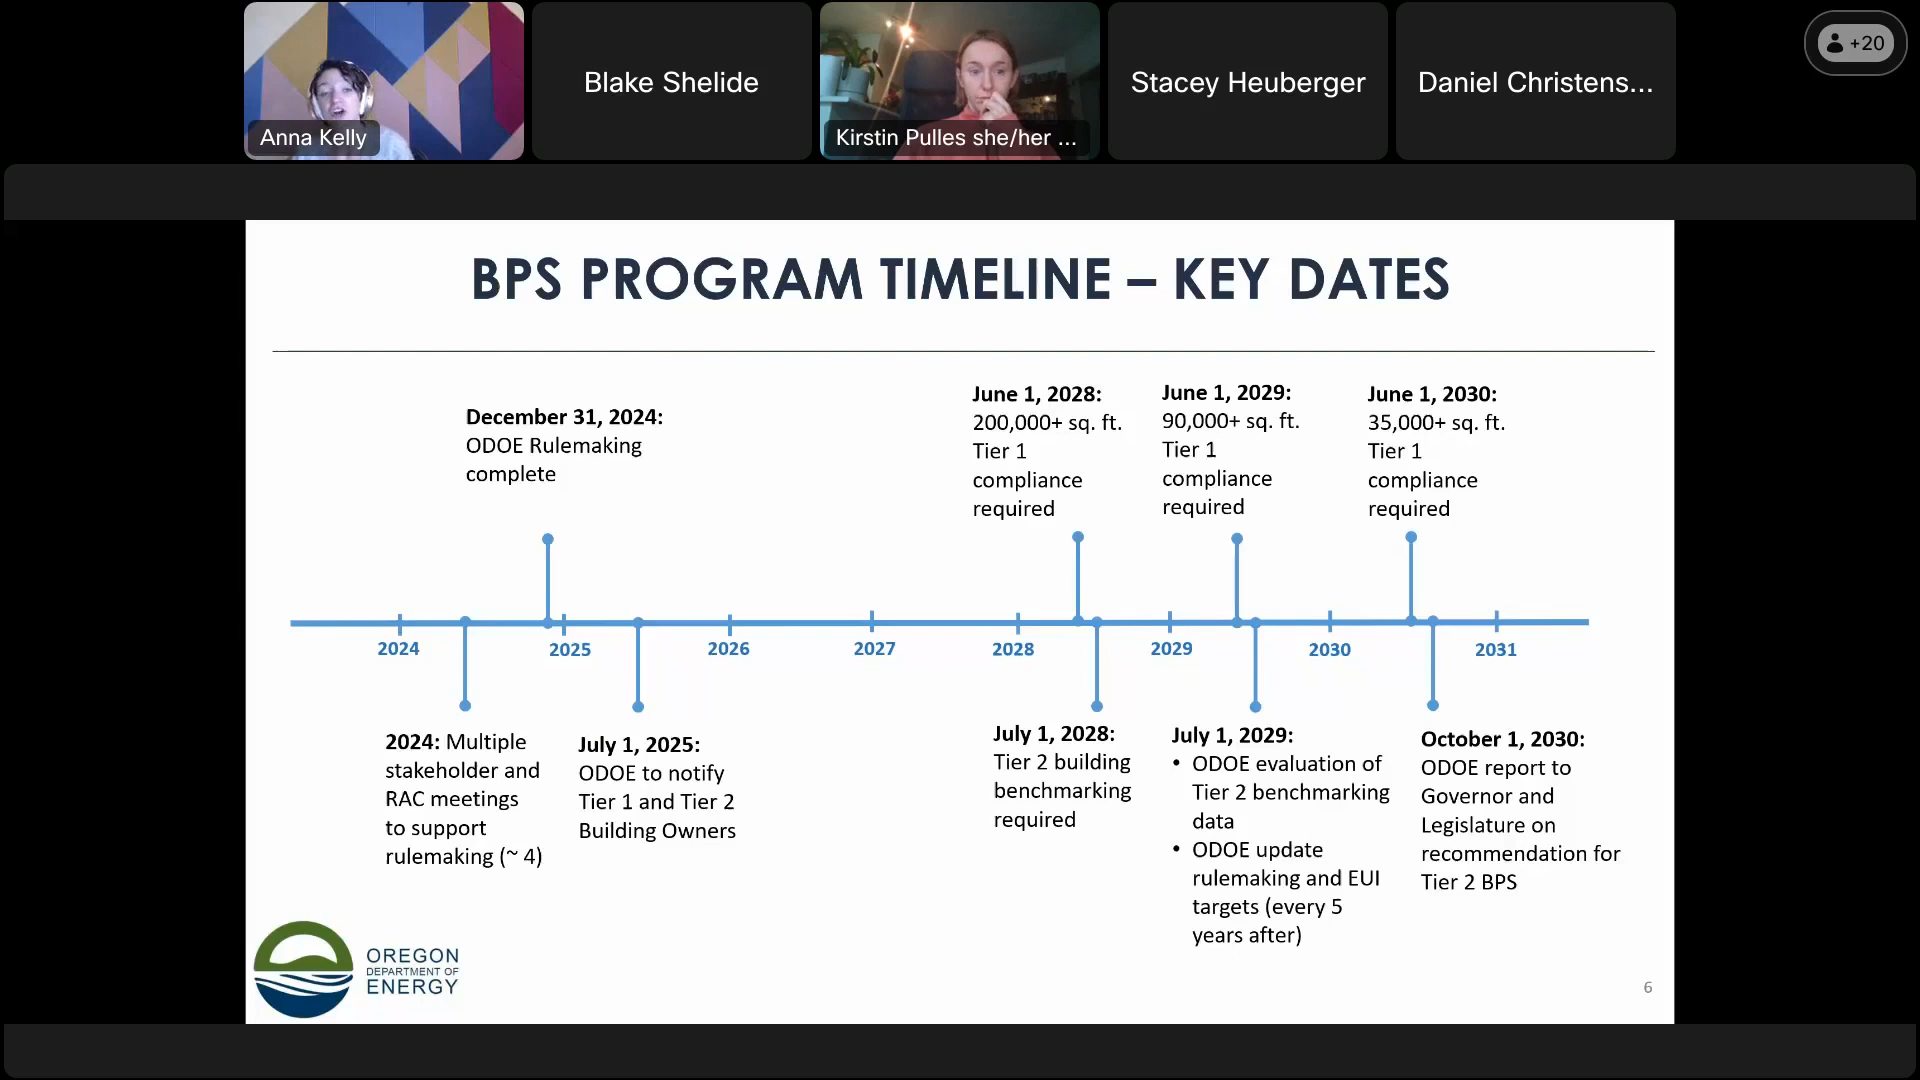 Anna Kelly
Blake Shelide
Kirstin Pulles she/her ...
Stacey Heuberger
Daniel Christens...
+20
BPS PROGRAM TIMELINE – KEY DATES
December 31, 2024:
ODOE Rulemaking
complete
June 1, 2028:
200,000+ sq. ft.
Tier 1
compliance
required
June 1, 2029:
90,000+ sq. ft.
Tier 1
compliance
required
June 1, 2030:
35,000+ sq. ft.
Tier 1
compliance
required
2024
2025
2026
2027
2028
2029
2030
2031
2024: Multiple
stakeholder and
RAC meetings
to support
rulemaking (~ 4)
July 1, 2025:
ODOE to notify
Tier 1 and Tier 2
Building Owners
July 1, 2028:
Tier 2 building
benchmarking
required
July 1, 2029:
• ODOE evaluation of
Tier 2 benchmarking
data
• ODOE update
rulemaking and EUI
targets (every 5
years after)
October 1, 2030:
ODOE report to
Governor and
Legislature on
recommendation for
Tier 2 BPS
OREGON
DEPARTMENT OF
ENERGY
6